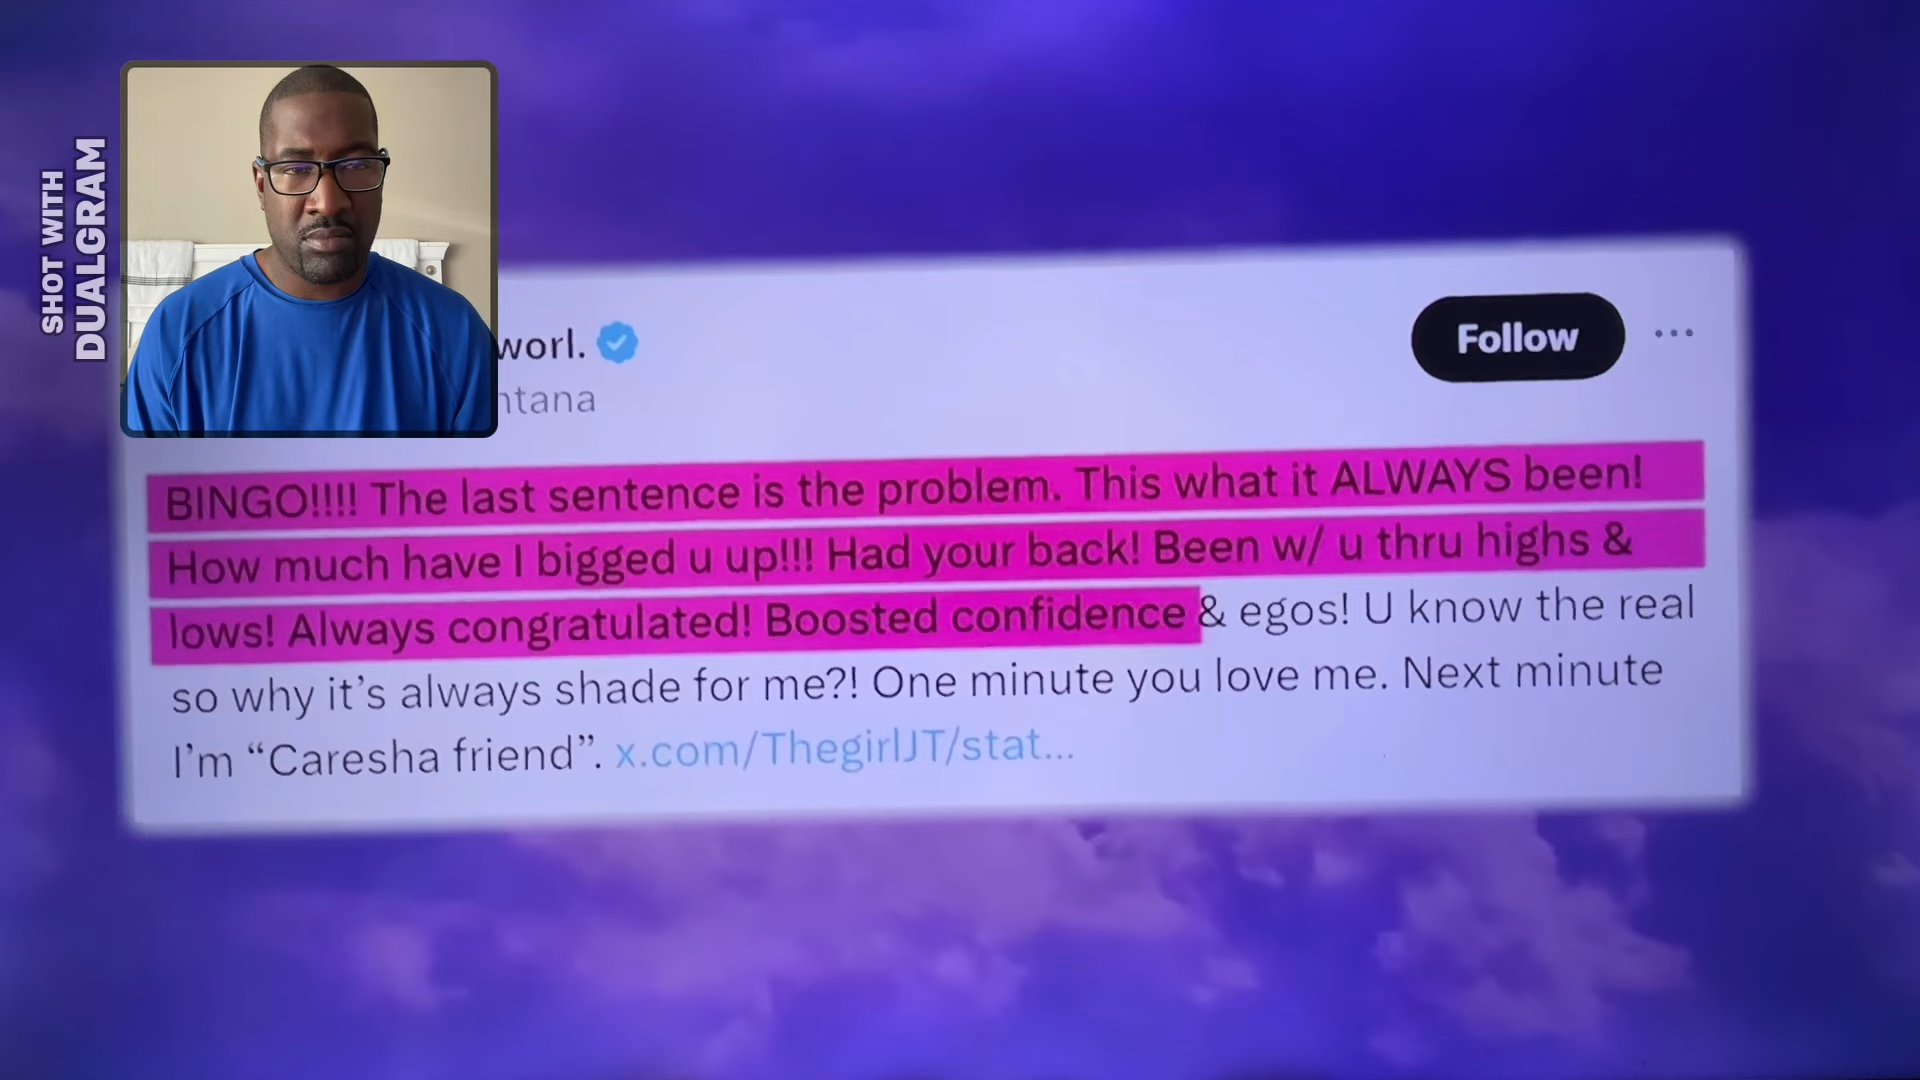 SHOT WITH
DUALGRAM
worl.
ntana
Follow
BINGO!!!! The last sentence is the problem. This what it ALWAYS been!
How much have I bigged u up!!! Had your back! Been w/ u thru highs &
lows! Always congratulated! Boosted confidence & egos! U know the real
so why it’s always shade for me?! One minute you love me. Next minute
I’m “Caresha friend”. x.com/ThegirlJT/stat...